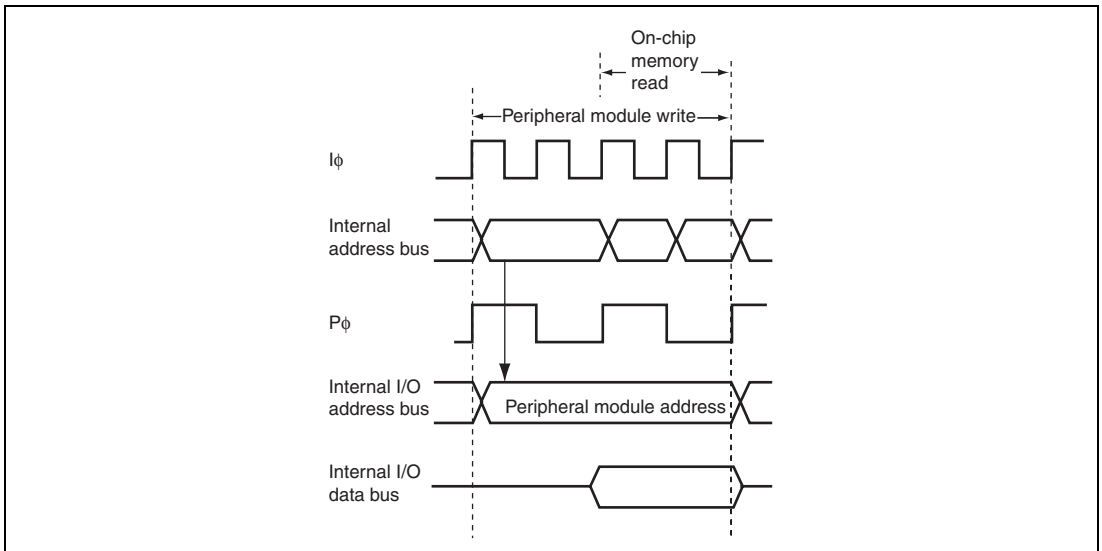 On-chip
memory
read
Peripheral module write
Iϕ
Internal
address bus
Pϕ
Internal I/O
address bus
Peripheral module address
Internal I/O
data bus